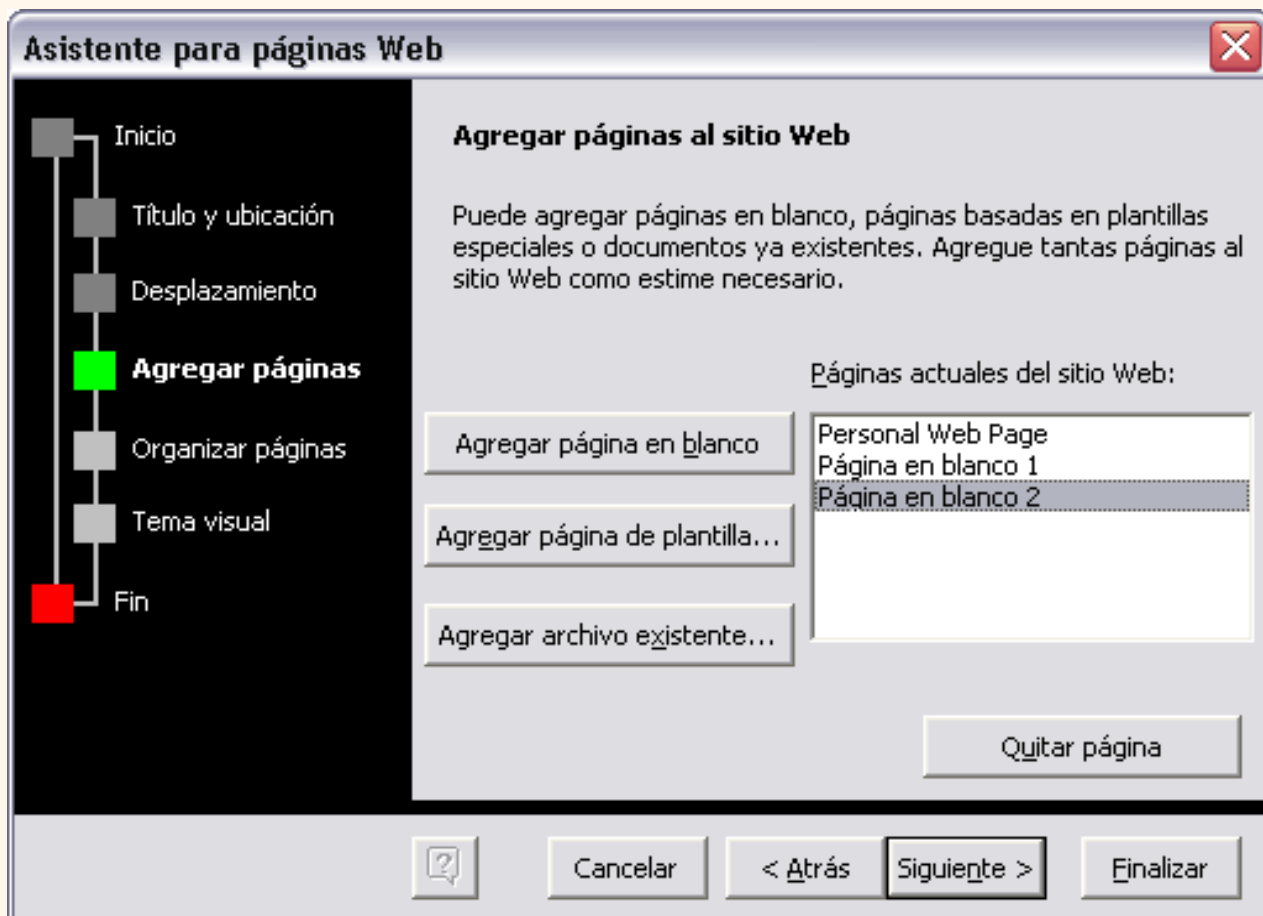 Asistente para páginas Web
Inicio
Título y ubicación
Desplazamiento
Agregar páginas
Organizar páginas
Tema visual
Fin
Agregar páginas al sitio Web
Puede agregar páginas en blanco, páginas basadas en plantillas
especiales o documentos ya existentes. Agregue tantas páginas al
sitio Web como estime necesario.
Páginas actuales del sitio Web:
Agregar página en blanco
Agregar página de plantilla...
Agregar archivo existente...
Personal Web Page
Página en blanco 1
Página en blanco 2
Quitar página
?
Cancelar
< Atrás
Siguiente >
Finalizar